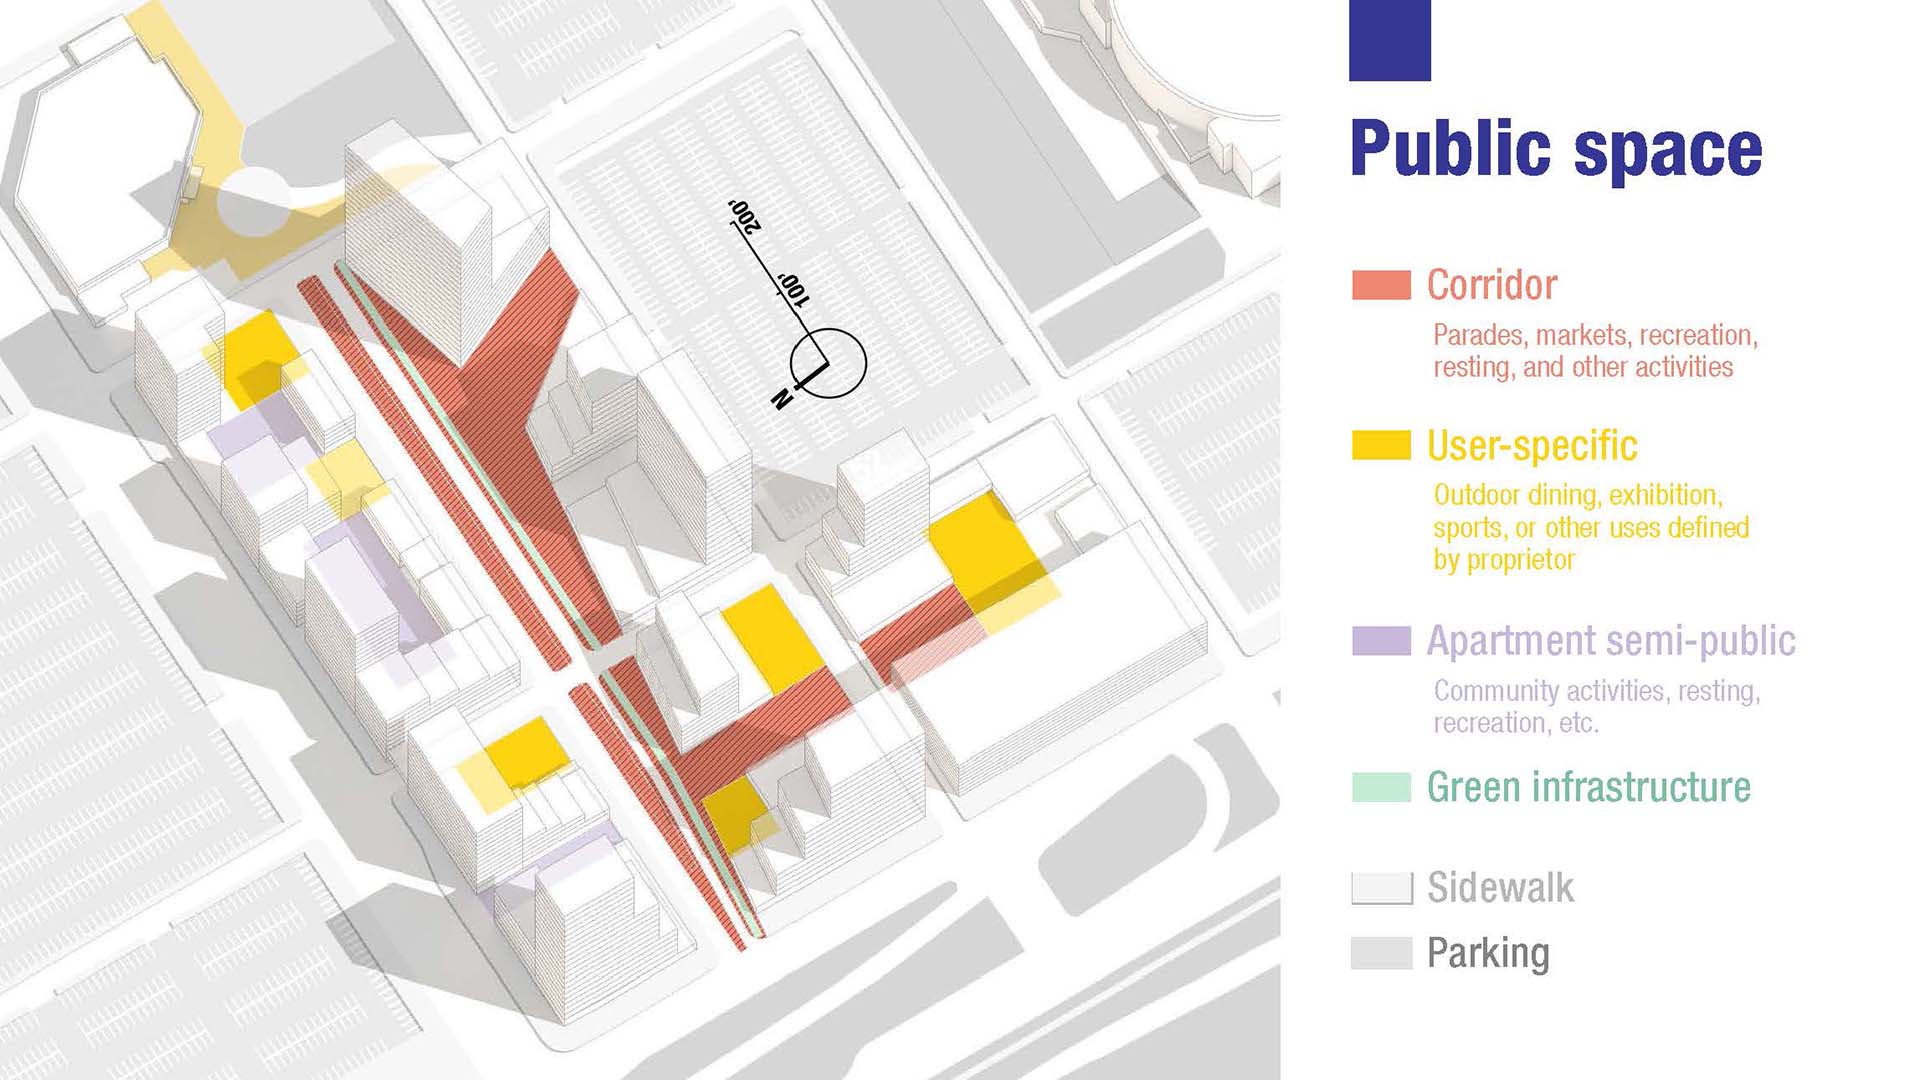 200'
100'
N
Public space
Corridor
Parades, markets, recreation,
resting, and other activities
User-specific
Outdoor dining, exhibition,
sports, or other uses defined
by proprietor
Apartment semi-public
Community activities, resting,
recreation, etc.
Green infrastructure
Sidewalk
Parking